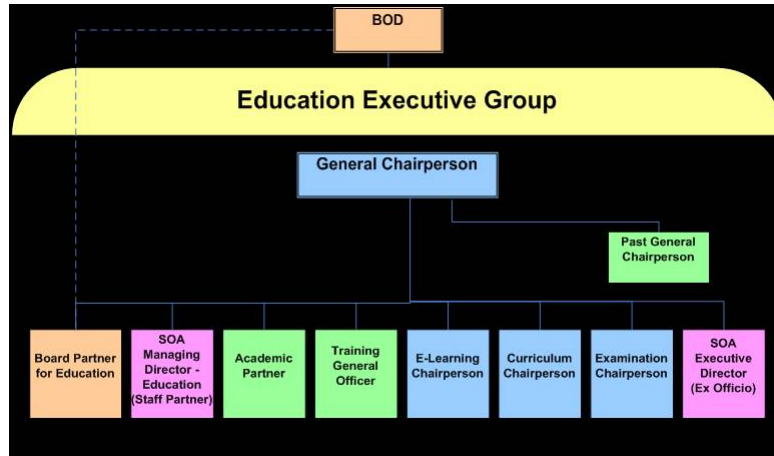 BOD
Education Executive Group
General Chairperson
Past General
Chairperson
Board Partner
for Education
SOA
Managing
Director -
Education
(Staff Partner)
Academic
Partner
Training
General
Officer
E-Learning
Chairperson
Curriculum
Chairperson
Examination
Chairperson
SOA
Executive
Director
(Ex Officio)